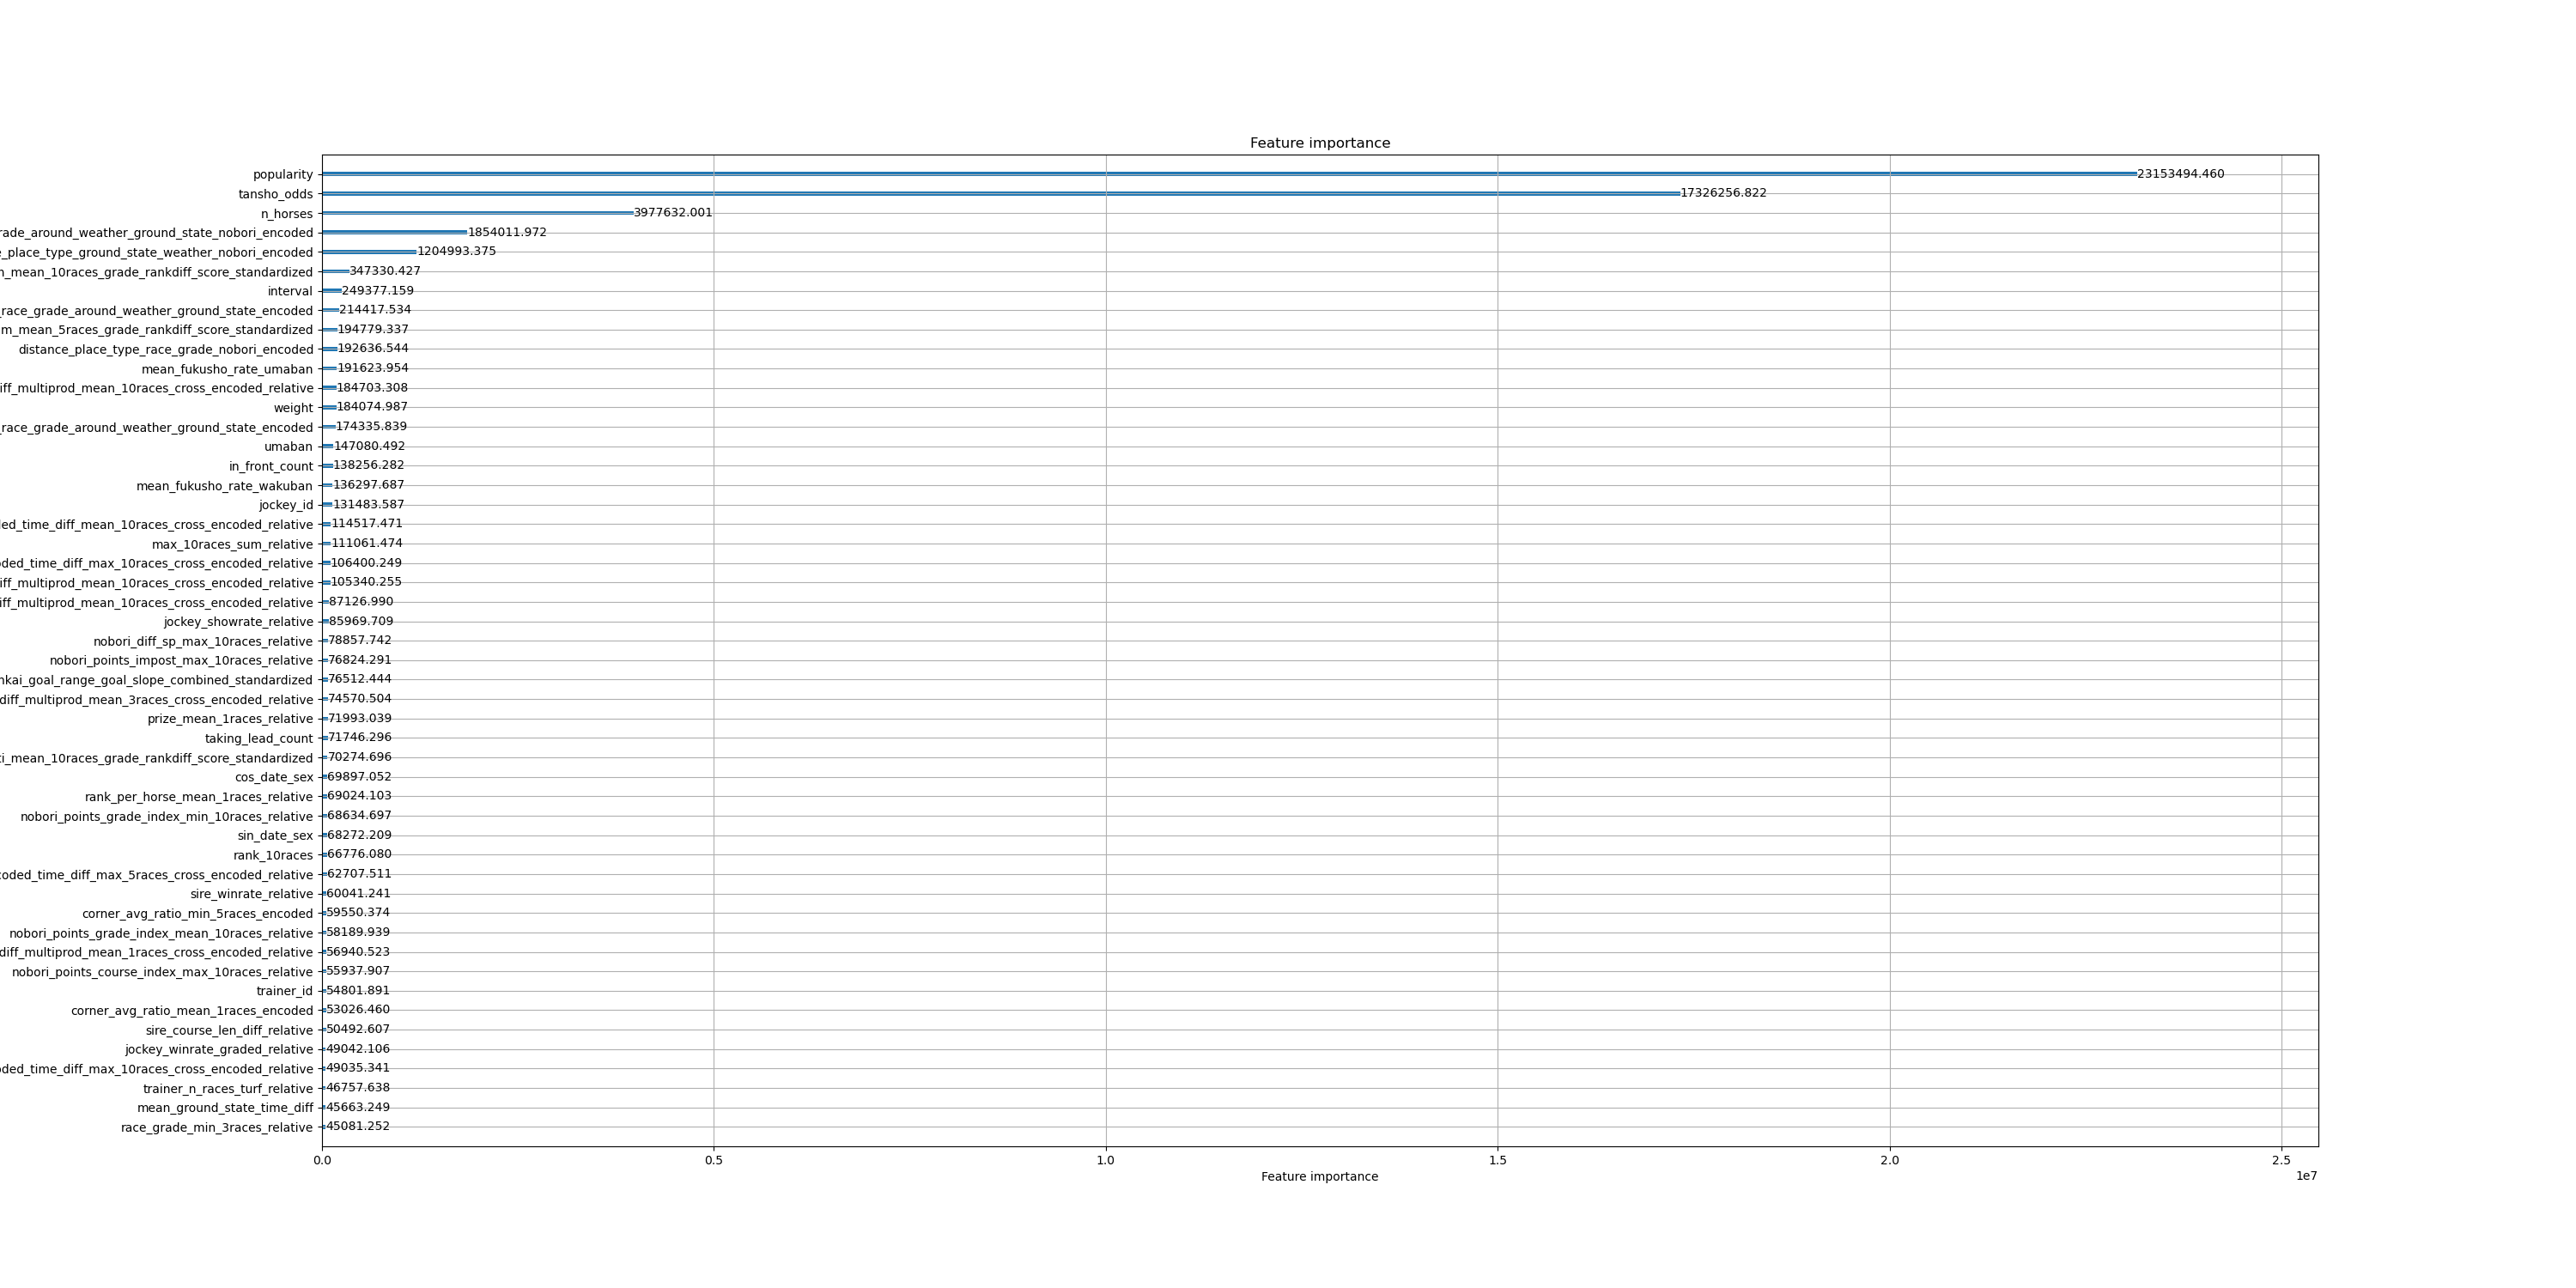 Feature importance
popularity 23153494.460
tansho_odds 17326256.822
n_horses 3977632.001
rade_around_weather_ground_state_nobori_encoded 1854011.972
_place_type_ground_state_weather_nobori_encoded 1204993.375
_mean_10races_grade_rankdiff_score_standardized 347330.427
interval 249377.159
_race_grade_around_weather_ground_state_encoded 214417.534
m_mean_5races_grade_rankdiff_score_standardized 194779.337
distance_place_type_race_grade_nobori_encoded 192636.544
mean_fukusho_rate_umaban 191623.954
iff_multiprod_mean_10races_cross_encoded_relative 184703.308
weight 184074.987
_race_grade_around_weather_ground_state_encoded 174335.839
umaban 147080.492
in_front_count 138256.282
mean_fukusho_rate_wakuban 136297.687
jockey_id 131483.587
led_time_diff_mean_10races_cross_encoded_relative 114517.471
max_10races_sum_relative 111061.474
ded_time_diff_max_10races_cross_encoded_relative 106400.249
iff_multiprod_mean_10races_cross_encoded_relative 105340.255
iff_multiprod_mean_10races_cross_encoded_relative 87126.990
jockey_showrate_relative 85969.709
nobori_diff_sp_max_10races_relative 78857.742
nobori_points_impost_max_10races_relative 76824.291
nkai_goal_range_goal_slope_combined_standardized 76512.444
diff_multiprod_mean_3races_cross_encoded_relative 74570.504
prize_mean_1races_relative 71993.039
taking_lead_count 71746.296
i_mean_10races_grade_rankdiff_score_standardized 70274.696
cos_date_sex 69897.052
rank_per_horse_mean_1races_relative 69024.103
nobori_points_grade_index_min_10races_relative 68634.697
sin_date_sex 68272.209
rank_10races 66776.080
coded_time_diff_max_5races_cross_encoded_relative 62707.511
sire_winrate_relative 60041.241
corner_avg_ratio_min_5races_encoded 59550.374
nobori_points_grade_index_mean_10races_relative 58189.939
diff_multiprod_mean_1races_cross_encoded_relative 56940.523
nobori_points_course_index_max_10races_relative 55937.907
trainer_id 54801.891
corner_avg_ratio_mean_1races_encoded 53026.460
sire_course_len_diff_relative 50492.607
jockey_winrate_graded_relative 49042.106
ded_time_diff_max_10races_cross_encoded_relative 49035.341
trainer_n_races_turf_relative 46757.638
mean_ground_state_time_diff 45663.249
race_grade_min_3races_relative 45081.252
0.0 0.5 1.0 1.5 2.0 2.5
1e7
Feature importance